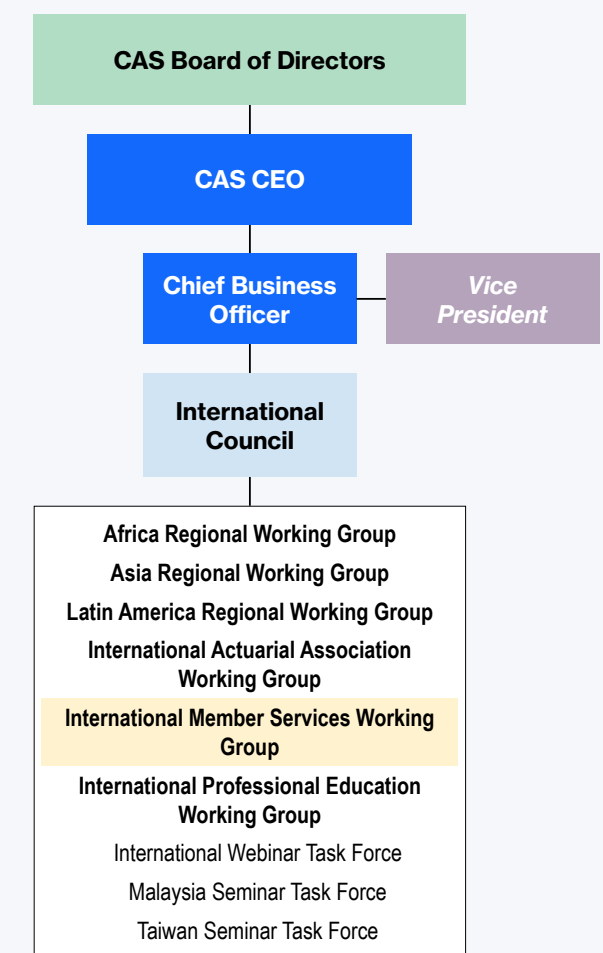 CAS Board of Directors
CAS CEO
Chief Business
Officer
Vice
President
International
Council
Africa Regional Working Group
Asia Regional Working Group
Latin America Regional Working Group
International Actuarial Association
Working Group
International Member Services Working
Group
International Professional Education
Working Group
International Webinar Task Force
Malaysia Seminar Task Force
Taiwan Seminar Task Force